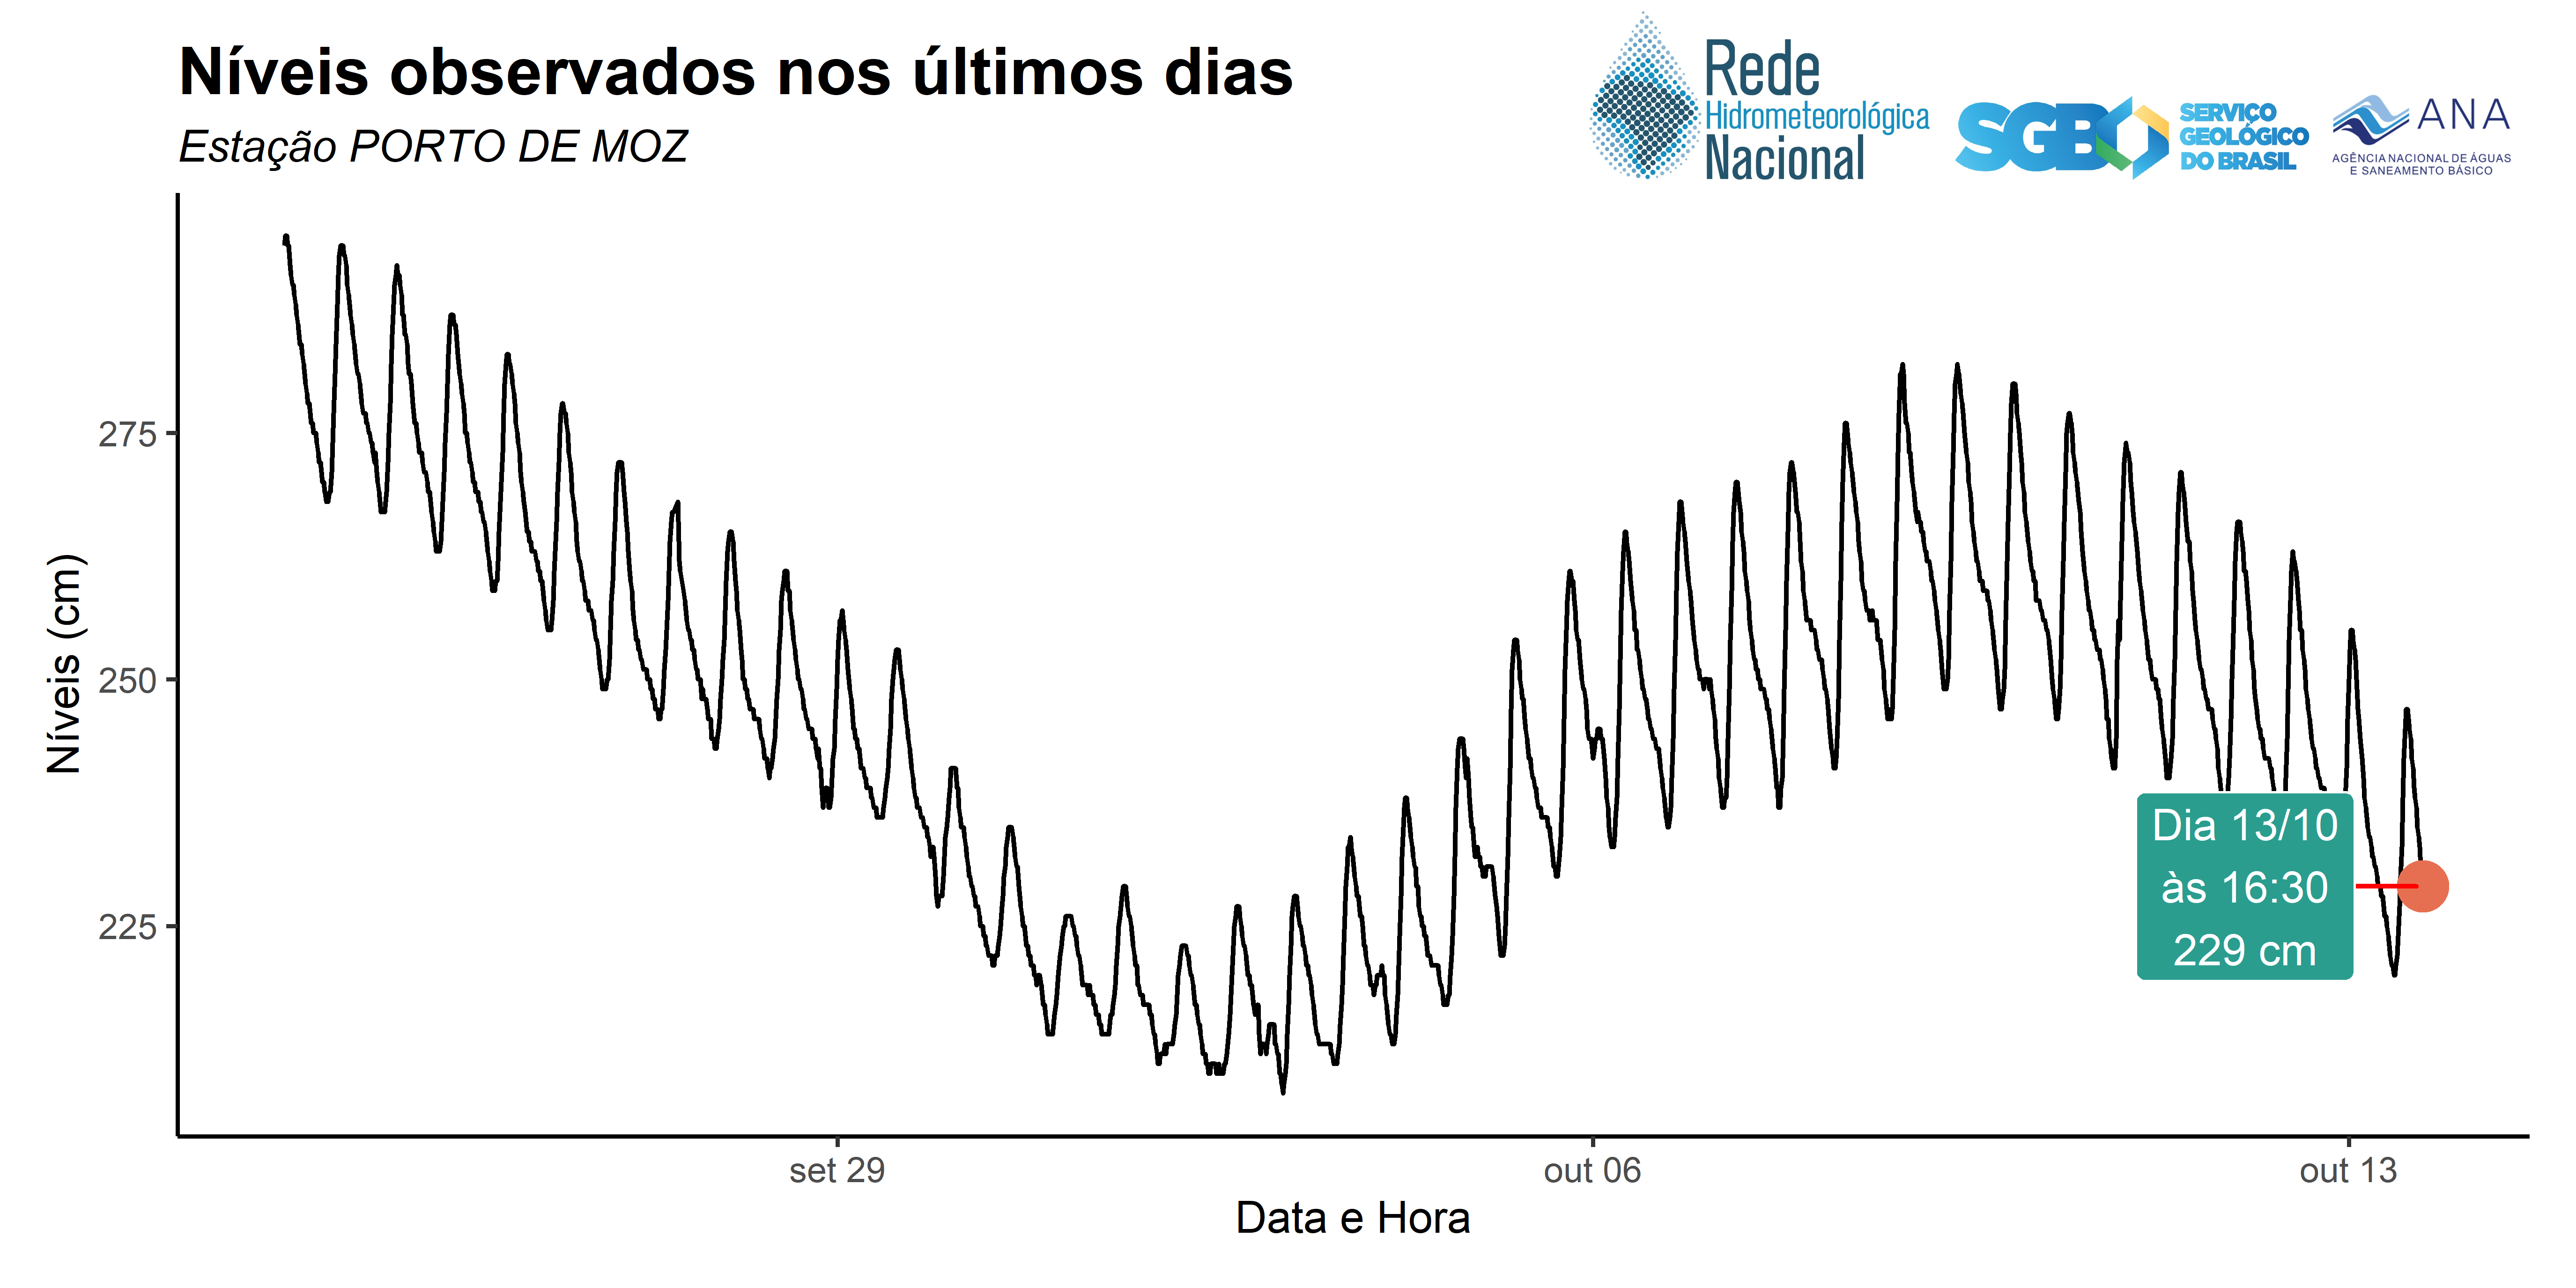 Níveis observados nos últimos dias
Estação PORTO DE MOZ
Rede
Hidrometeorológica
Nacional
SGB
SERVIÇO
GEOLÓGICO
DO BRASIL
ANA
AGÊNCIA NACIONAL DE ÁGUAS
E SANEAMENTO BÁSICO
Níveis (cm)
275
250
225
Dia 13/10
às 16:30
229 cm
set 29
out 06
out 13
Data e Hora